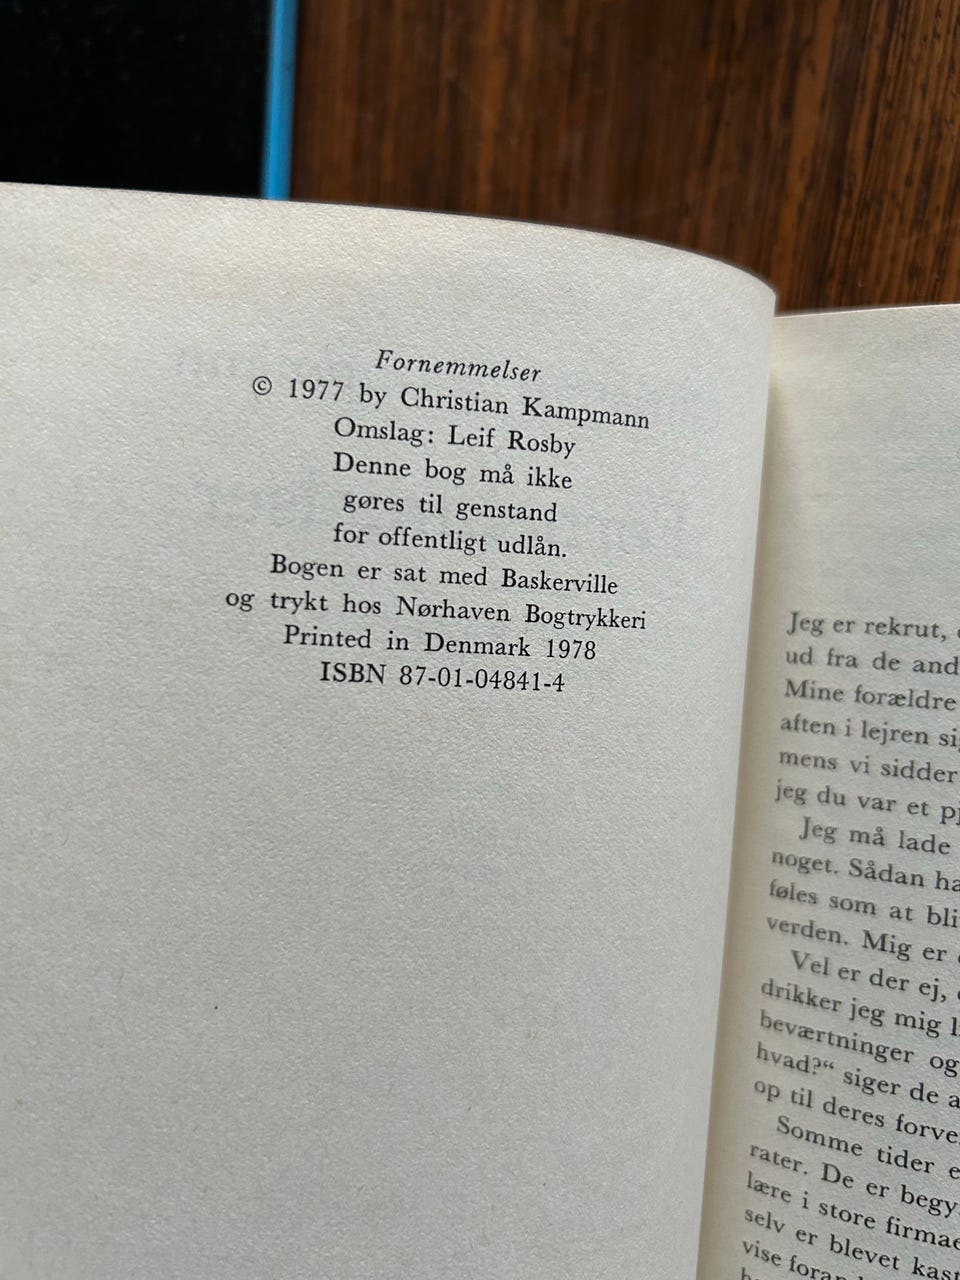 Fornemmelser
© 1977 by Christian Kampmann
Omslag: Leif Rosby
Denne bog må ikke
gøres til genstand
for offentligt udlån.
Bogen er sat med Baskerville
og trykt hos Nørhaven Bogtrykkeri
Printed in Denmark 1978
ISBN 87-01-04841-4
Jeg er rekrut,
ud fra de and
Mine forældre
aften i lejren
mens vi sidder
jeg du var et
Jeg må lade
noget. Sådan
føles som at
verden. Mig er
Vel er der ej,
drikker jeg mig
beværtninger og
hvad?“ siger de
op til deres
Somme tider
rater. De er
lære i store
selv er blevet
vise